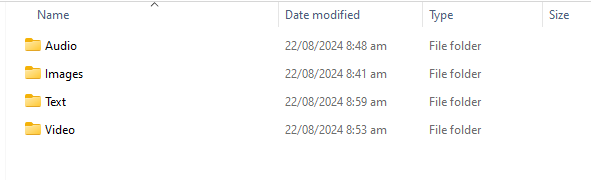 Name Date modified Type Size
Audio 22/08/2024 8:48 am File folder
Images 22/08/2024 8:41 am File folder
Text 22/08/2024 8:59 am File folder
Video 22/08/2024 8:53 am File folder